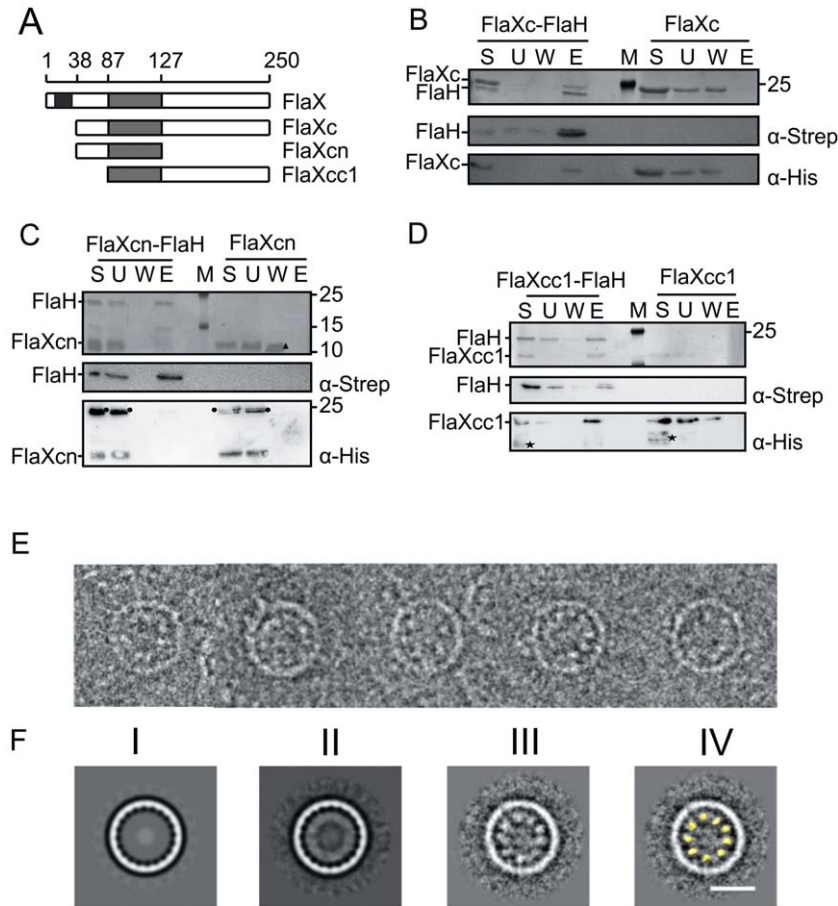 A
1 38 87 127 250
FlaX
FlaXc
FlaXcn
FlaXcc1
B
FlaXc-FlaH FlaXc
S U W E M S U W E
FlaXc
FlaH
25
FlaH
α-Strep
FlaXc
α-His
C
FlaXcn-FlaH FlaXcn
S U W E M S U W E
FlaH
25
15
FlaXcn
10
FlaH
α-Strep
25
FlaXcn
α-His
D
FlaXcc1-FlaH FlaXcc1
S U W E M S U W E
FlaH
25
FlaXcc1
FlaH
α-Strep
FlaXcc1
α-His
E
F
I II III IV